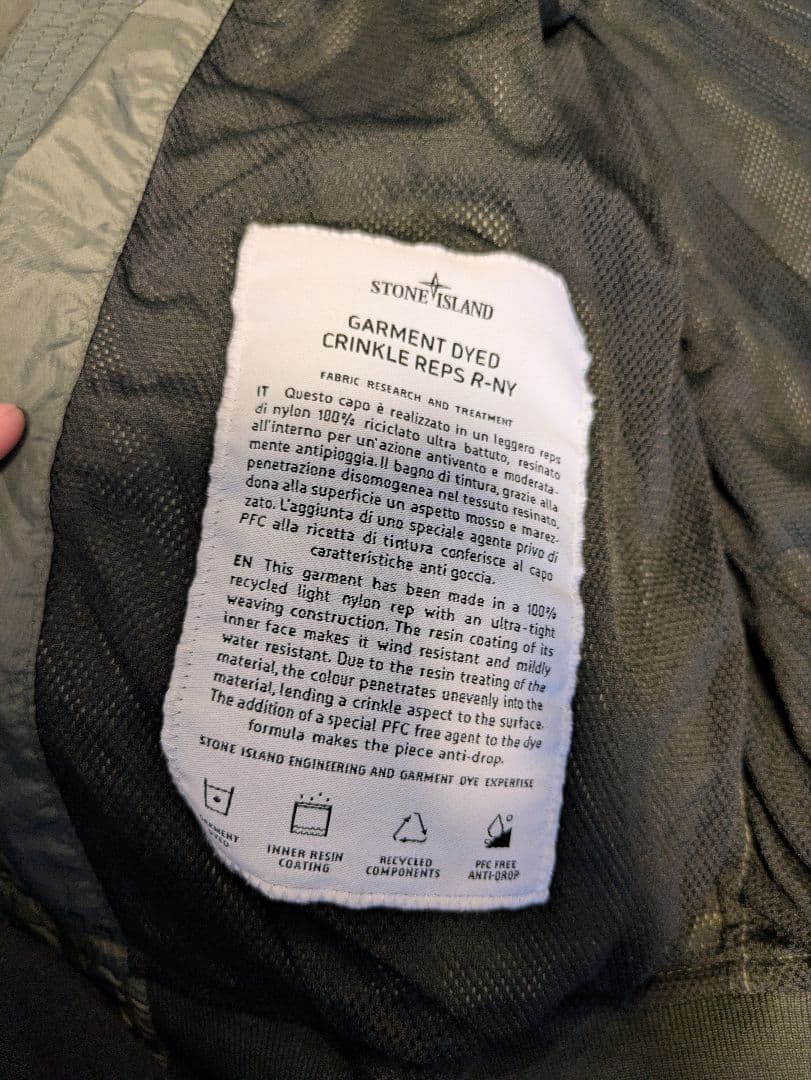 STONE ISLAND
GARMENT DYED
CRINKLE REPS R-NY
FABRIC RESEARCH AND TREATMENT
IT Questo capo è realizzato in un leggero reps
di nylon 100% riciclato ultra battuto, resinato
all'interno per un'azione antivento e moderata-
mente antipioggia. Il bagno di tintura, grazie alla
penetrazione disomogenea nel tessuto resinato,
dona alla superficie un aspetto mosso e marez-
zato. L'aggiunta di uno speciale agente privo di
PFC alla ricetta di tintura conferisce al capo
caratteristiche anti goccia.
EN This garment has been made in a 100%
recycled light nylon rep with an ultra-tight
weaving construction. The resin coating of its
inner face makes it wind resistant and mildly
water resistant. Due to the resin treating of the
material, the colour penetrates unevenly into the
material, lending a crinkle aspect to the surface.
The addition of a special PFC free agent to the dye
formula makes the piece anti-drop.
STONE ISLAND ENGINEERING AND GARMENT DYE EXPERTISE
GARMENT
DYED
INNER RESIN
COATING
RECYCLED
COMPONENTS
PFC FREE
ANTI-DROP